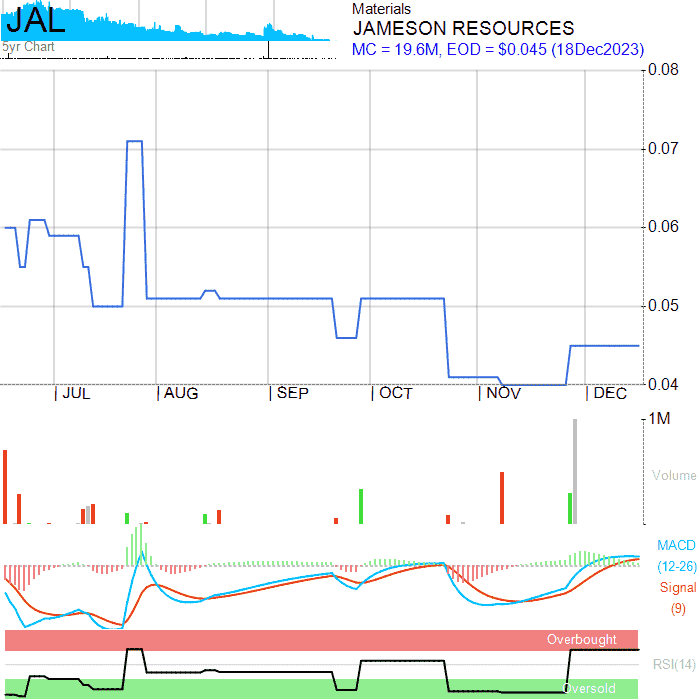 JAL
5yr Chart
Materials
JAMESON RESOURCES
MC = 19.6M, EOD = $0.045 (18Dec2023)
0.08
0.07
0.06
0.05
0.04
JUL AUG SEP OCT NOV DEC
1M
Volume
MACD
(12-26)
Signal
(9)
Overbought
RSI(14)
Oversold